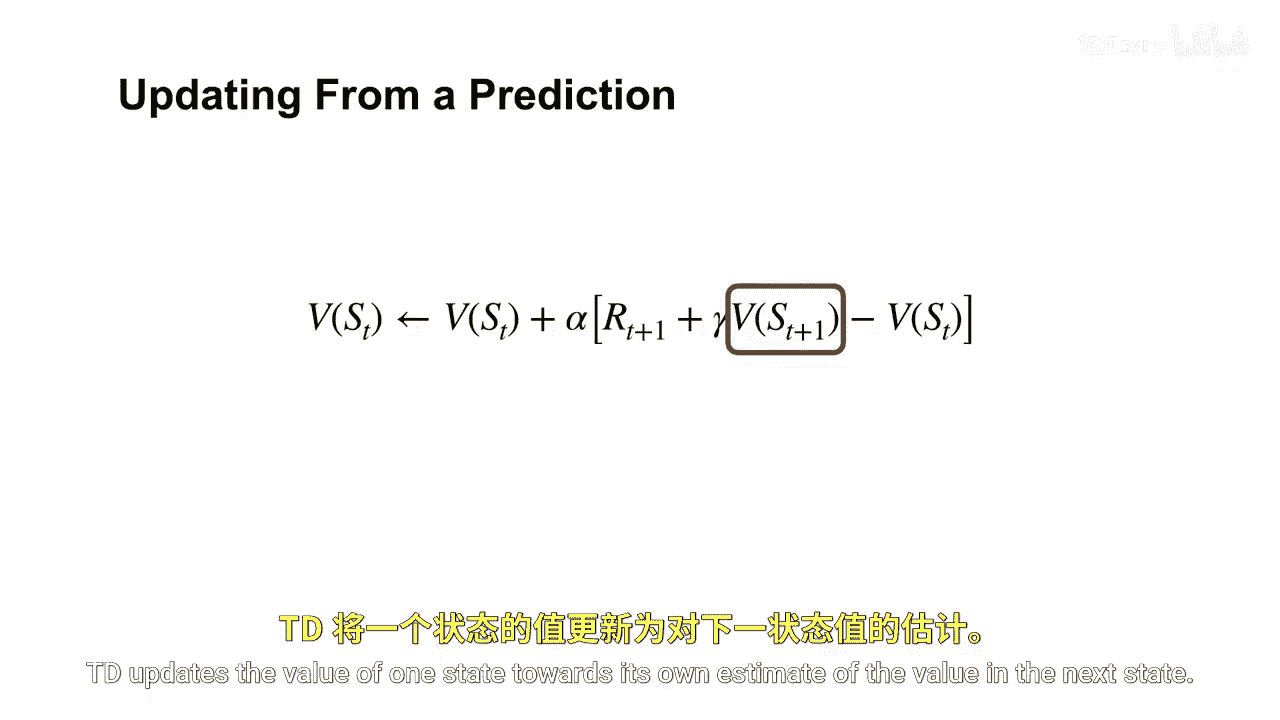 Updating From a Prediction
V(S_t) ← V(S_t) + α[R_{t+1} + γV(S_{t+1}) − V(S_t)]
TD 将一个状态的值更新为对下一状态值的估计。
TD updates the value of one state towards its own estimate of the value in the next state.